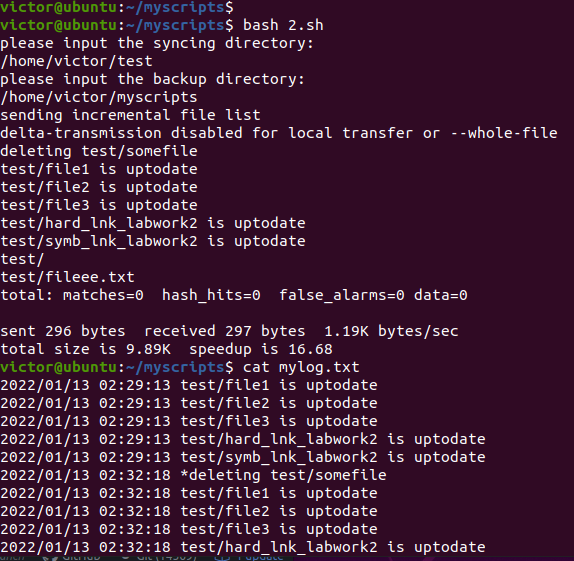 victor@ubuntu:~/myscripts$
victor@ubuntu:~/myscripts$ bash 2.sh
please input the syncing directory:
/home/victor/test
please input the backup directory:
/home/victor/myscripts
sending incremental file list
delta-transmission disabled for local transfer or --whole-file
deleting test/somefile
test/file1 is uptodate
test/file2 is uptodate
test/file3 is uptodate
test/hard_lnk_labwork2 is uptodate
test/symb_lnk_labwork2 is uptodate
test/
test/fileee.txt
total: matches=0  hash_hits=0  false_alarms=0 data=0
sent 296 bytes  received 297 bytes  1.19K bytes/sec
total size is 9.89K  speedup is 16.68
victor@ubuntu:~/myscripts$ cat mylog.txt
2022/01/13 02:29:13 test/file1 is uptodate
2022/01/13 02:29:13 test/file2 is uptodate
2022/01/13 02:29:13 test/file3 is uptodate
2022/01/13 02:29:13 test/hard_lnk_labwork2 is uptodate
2022/01/13 02:29:13 test/symb_lnk_labwork2 is uptodate
2022/01/13 02:32:18 *deleting test/somefile
2022/01/13 02:32:18 test/file1 is uptodate
2022/01/13 02:32:18 test/file2 is uptodate
2022/01/13 02:32:18 test/file3 is uptodate
2022/01/13 02:32:18 test/hard_lnk_labwork2 is uptodate